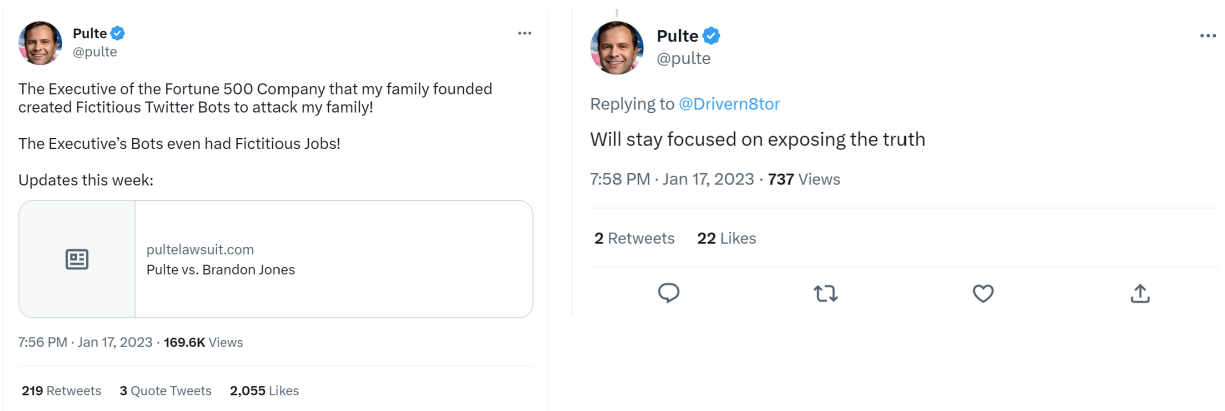 Pulte
@pulte
The Executive of the Fortune 500 Company that my family founded
created Fictitious Twitter Bots to attack my family!
The Executive’s Bots even had Fictitious Jobs!
Updates this week:
pultelawsuit.com
Pulte vs. Brandon Jones
7:56 PM · Jan 17, 2023 · 169.6K Views
219 Retweets 3 Quote Tweets 2,055 Likes
Pulte
@pulte
Replying to @Drivern8tor
Will stay focused on exposing the truth
7:58 PM · Jan 17, 2023 · 737 Views
2 Retweets 22 Likes